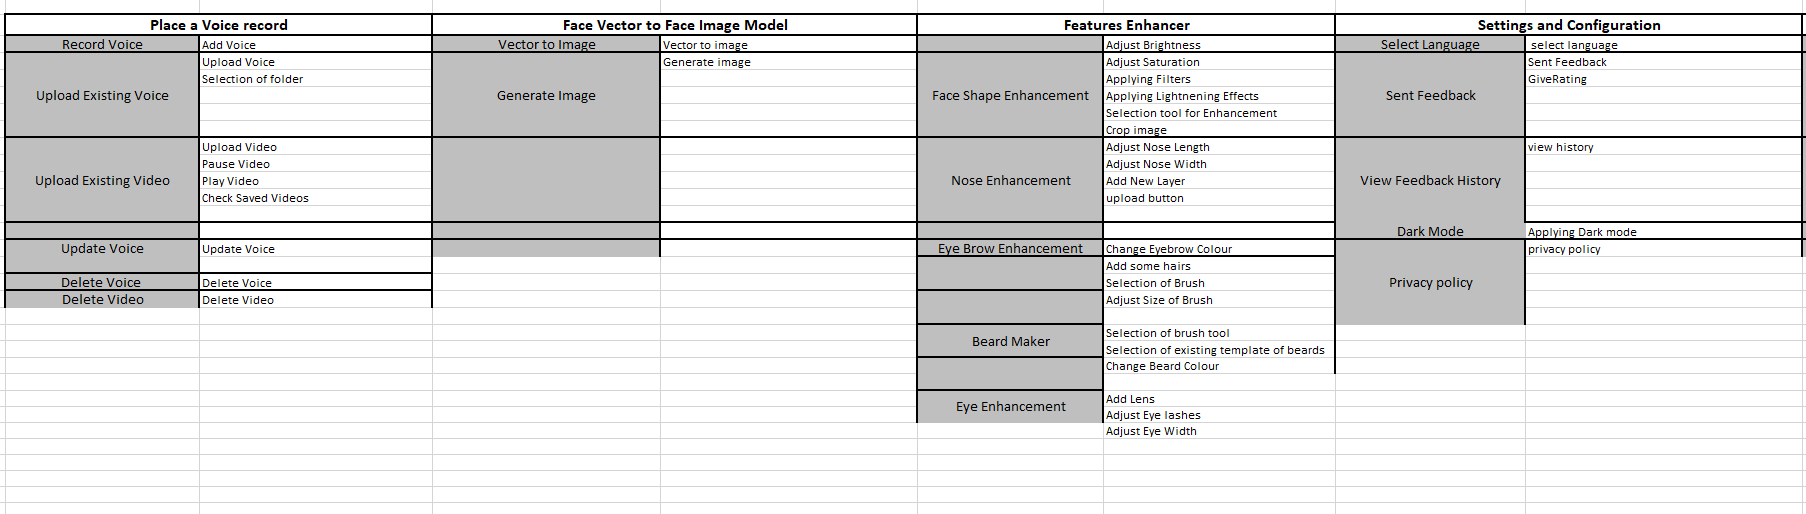 Place a Voice record Face Vector to Face Image Model Features Enhancer Settings and Configuration
Record Voice Add Voice Vector to Image Vector to image Adjust Brightness Select Language select language
Upload Voice Generate image Adjust Saturation Sent Feedback
Selection of folder Applying Filters GiveRating
Upload Existing Voice Generate Image Face Shape Enhancement Applying Lightnening Effects Sent Feedback
Selection tool for Enhancement
Crop image
Upload Video Adjust Nose Length view history
Pause Video Adjust Nose Width
Upload Existing Video Play Video Nose Enhancement Add New Layer View Feedback History
Check Saved Videos upload button
Dark Mode Applying Dark mode
Update Voice Update Voice Eye Brow Enhancement Change Eyebrow Colour privacy policy
Add some hairs
Delete Voice Delete Voice Selection of Brush Privacy policy
Delete Video Delete Video Adjust Size of Brush
Selection of brush tool
Beard Maker Selection of existing template of beards
Change Beard Colour
Add Lens
Eye Enhancement Adjust Eye lashes
Adjust Eye Width